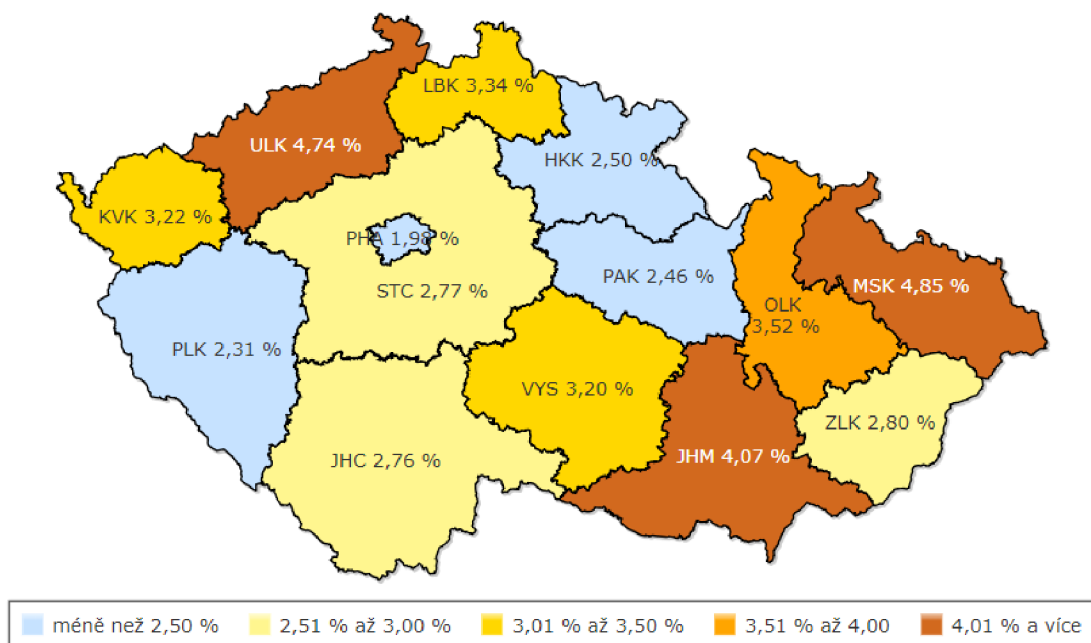 LBK 3,34 %
ULK 4,74 %
HKK 2,50 %
KVK 3,22 %
PHA 1,98 %
PAK 2,46 %
STC 2,77 %
MSK 4,85 %
OLK
3,52 %
PLK 2,31 %
VYS 3,20 %
ZLK 2,80 %
JHC 2,76 %
JHM 4,07 %
méně než 2,50 % 2,51 % až 3,00 % 3,01 % až 3,50 % 3,51 % až 4,00 4,01 % a více